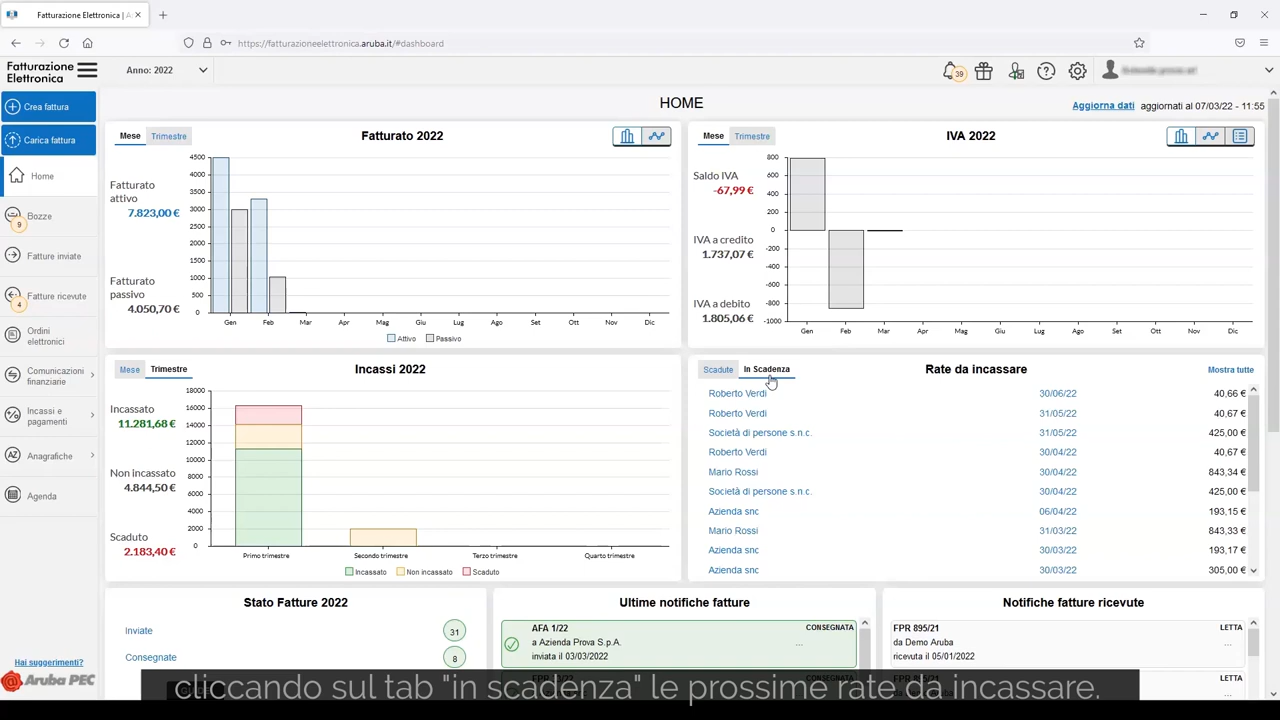 Fatturazione Elettronica | A
https://fatturazioneelettronica.aruba.it/#dashboard
Fatturazione
Elettronica
Anno: 2022
39
Crea fattura
Carica fattura
Home
Bozze
9
Fatture inviate
Fatture ricevute
4
Ordini
elettronici
Comunicazioni
finanziarie
Incassi e
pagamenti
Anagrafiche
Agenda
Hai suggerimenti?
Aruba PEC
HOME
Aggiorna dati aggiornati al 07/03/22 - 11:55
Mese Trimestre Fatturato 2022
Fatturato
attivo
7.823,00 €
Fatturato
passivo
4.050,70 €
4500
4000
3500
3000
2500
2000
1500
1000
500
0
Gen Feb Mar Apr Mag Giu Lug Ago Set Ott Nov Dic
Attivo Passivo
Mese Trimestre IVA 2022
Saldo IVA
-67,99 €
IVA a credito
1.737,07 €
IVA a debito
1.805,06 €
800
600
400
200
0
-200
-400
-600
-800
-1000
Gen Feb Mar Apr Mag Giu Lug Ago Set Ott Nov Dic
Mese Trimestre Incassi 2022
Incassato
11.281,68 €
Non incassato
4.844,50 €
Scaduto
2.183,40 €
18000
16000
14000
12000
10000
8000
6000
4000
2000
0
Primo trimestre Secondo trimestre Terzo trimestre Quarto trimestre
Incassato Non incassato Scaduto
Scadute In Scadenza Rate da incassare Mostra tutte
Roberto Verdi 30/06/22 40,66 €
Roberto Verdi 31/05/22 40,67 €
Società di persone s.n.c. 31/05/22 425,00 €
Roberto Verdi 30/04/22 40,67 €
Mario Rossi 30/04/22 843,34 €
Società di persone s.n.c. 30/04/22 425,00 €
Azienda snc 06/04/22 193,15 €
Mario Rossi 31/03/22 843,33 €
Azienda snc 30/03/22 193,17 €
Azienda snc 30/03/22 305,00 €
Stato Fatture 2022
Inviate 31
Consegnate 8
Ultime notifiche fatture
AFA 1/22 CONSEGNATA
a Azienda Prova S.p.A. ...
inviata il 03/03/2022
CONSEGNATA
Notifiche fatture ricevute
FPR 895/21 LETTA
da Demo Aruba ...
ricevuta il 05/01/2022
FPR 895/21 LETTA
cliccando sul tab "in scadenza" le prossime rate da incassare.